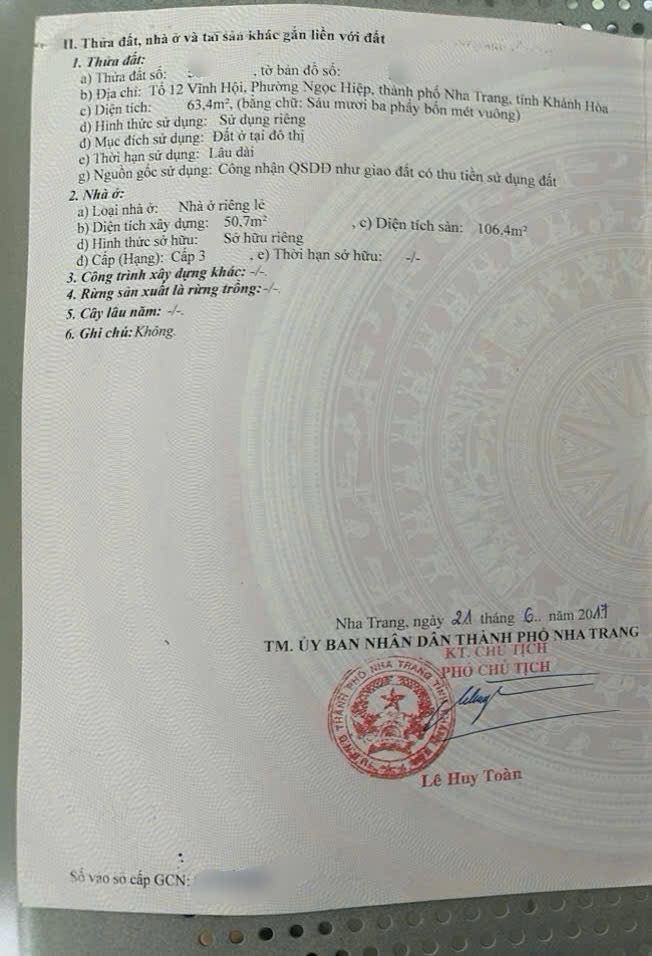 II. Thửa đất, nhà ở và tài sản khác gắn liền với đất
1. Thửa đất:
a) Thửa đất số: , tờ bản đồ số:
b) Địa chỉ: Tổ 12 Vĩnh Hội, Phường Ngọc Hiệp, thành phố Nha Trang, tỉnh Khánh Hòa
c) Diện tích: 63,4m², (bằng chữ: Sáu mươi ba phẩy bốn mét vuông)
d) Hình thức sử dụng: Sử dụng riêng
đ) Mục đích sử dụng: Đất ở tại đô thị
e) Thời hạn sử dụng: Lâu dài
g) Nguồn gốc sử dụng: Công nhận QSDĐ như giao đất có thu tiền sử dụng đất
2. Nhà ở:
a) Loại nhà ở: Nhà ở riêng lẻ
b) Diện tích xây dựng: 50,7m² , c) Diện tích sàn: 106,4m²
d) Hình thức sở hữu: Sở hữu riêng
đ) Cấp (Hạng): Cấp 3 , e) Thời hạn sở hữu: -/-
3. Công trình xây dựng khác: -/-.
4. Rừng sản xuất là rừng trồng: -/-.
5. Cây lâu năm: -/-.
6. Ghi chú: Không.
Nha Trang, ngày 21 tháng 6.. năm 2017
TM. ỦY BAN NHÂN DÂN THÀNH PHỐ NHA TRANG
KT. CHỦ TỊCH
PHÓ CHỦ TỊCH
THÀNH PHỐ NHA TRANG
Lê Huy Toàn
Số vào sổ cấp GCN: